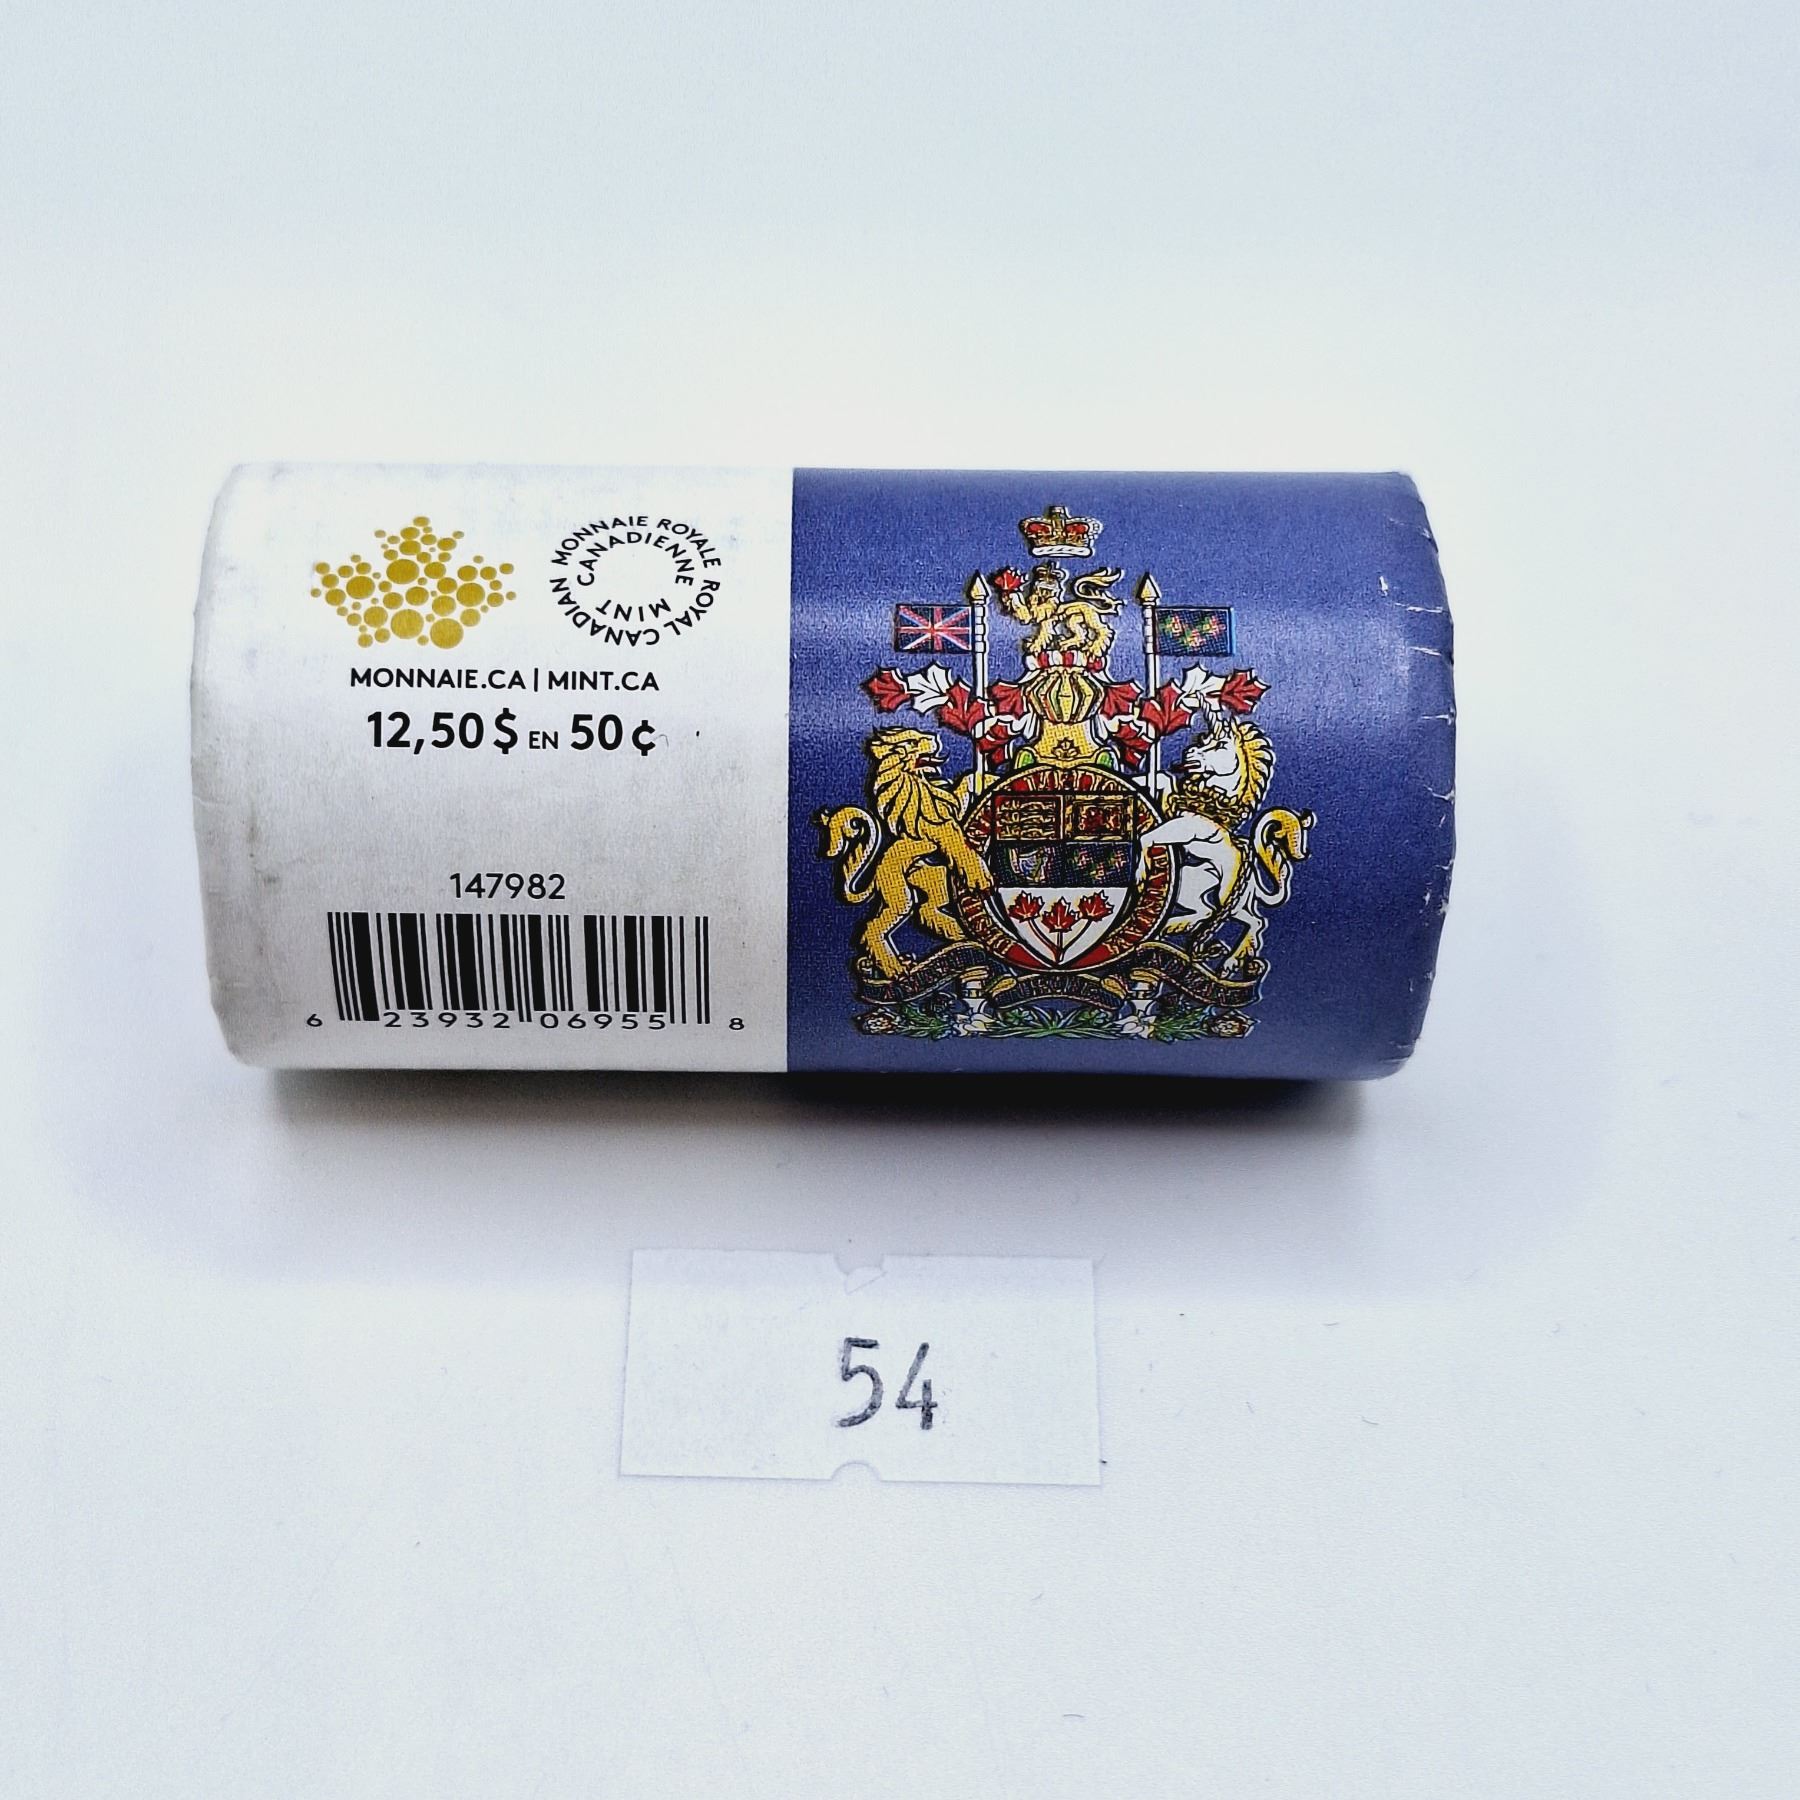 MONNAIE ROYALE CANADIENNE
ROYAL CANADIAN MINT
MONNAIE.CA | MINT.CA
12,50 $ EN 50 ¢
147982
6 23932 06955 8
54